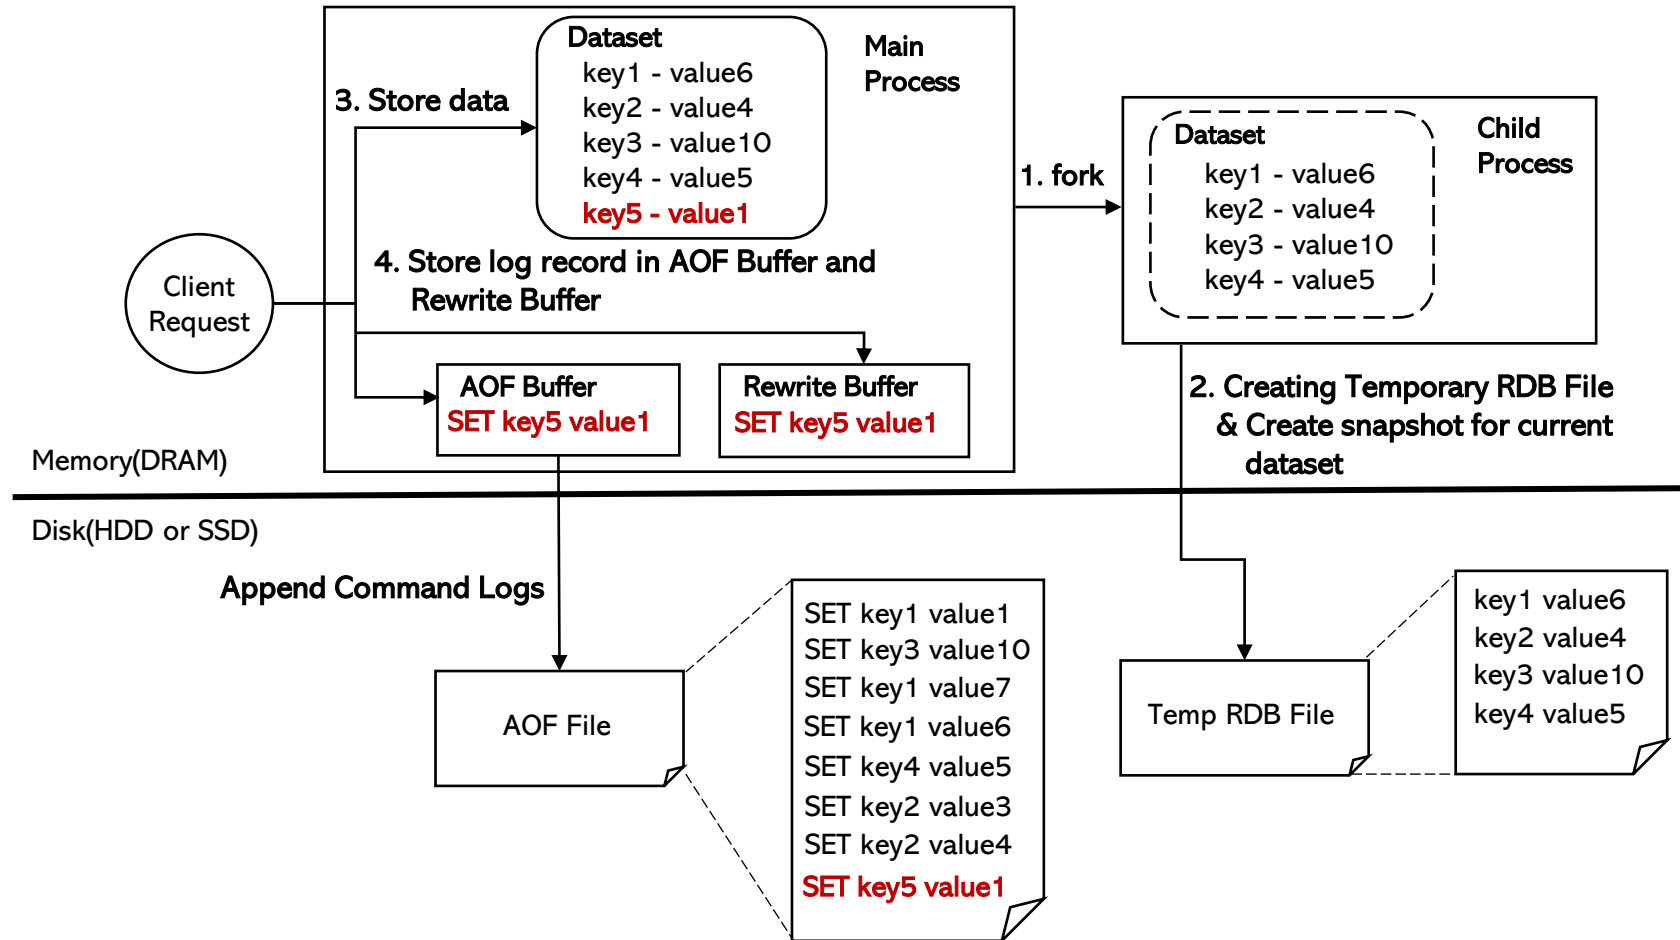 Dataset
key1 - value6
key2 - value4
key3 - value10
key4 - value5
key5 - value1
Main
Process
3. Store data
1. fork
Dataset
key1 - value6
key2 - value4
key3 - value10
key4 - value5
Child
Process
Client
Request
4. Store log record in AOF Buffer and
Rewrite Buffer
AOF Buffer
SET key5 value1
Rewrite Buffer
SET key5 value1
2. Creating Temporary RDB File
& Create snapshot for current
dataset
Memory(DRAM)
Disk(HDD or SSD)
Append Command Logs
AOF File
SET key1 value1
SET key3 value10
SET key1 value7
SET key1 value6
SET key4 value5
SET key2 value3
SET key2 value4
SET key5 value1
Temp RDB File
key1 value6
key2 value4
key3 value10
key4 value5